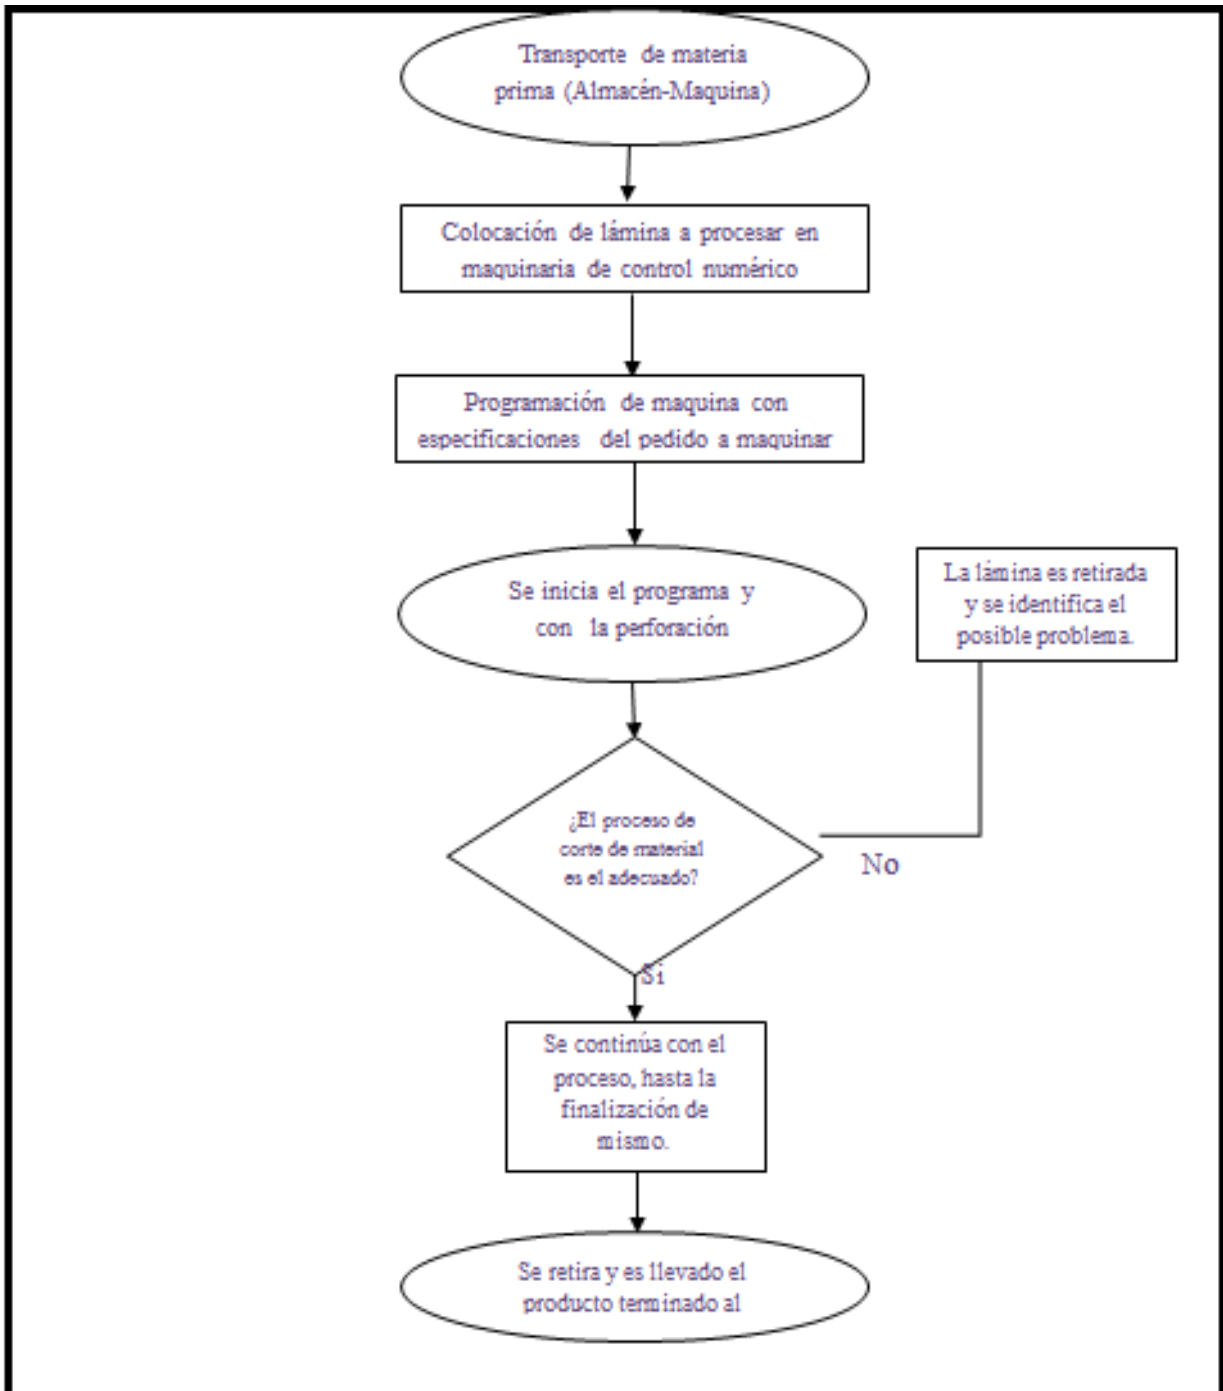 Transporte de materia
prima (Almacén-Maquina)
Colocación de lámina a procesar en
maquinaria de control numérico
Programación de maquina con
especificaciones del pedido a maquinar
Se inicia el programa y
con la perforación
La lámina es retirada
y se identifica el
posible problema.
¿El proceso de
corte de material
es el adecuado?
No
Si
Se continúa con el
proceso, hasta la
finalización de
mismo.
Se retira y es llevado el
producto terminado al